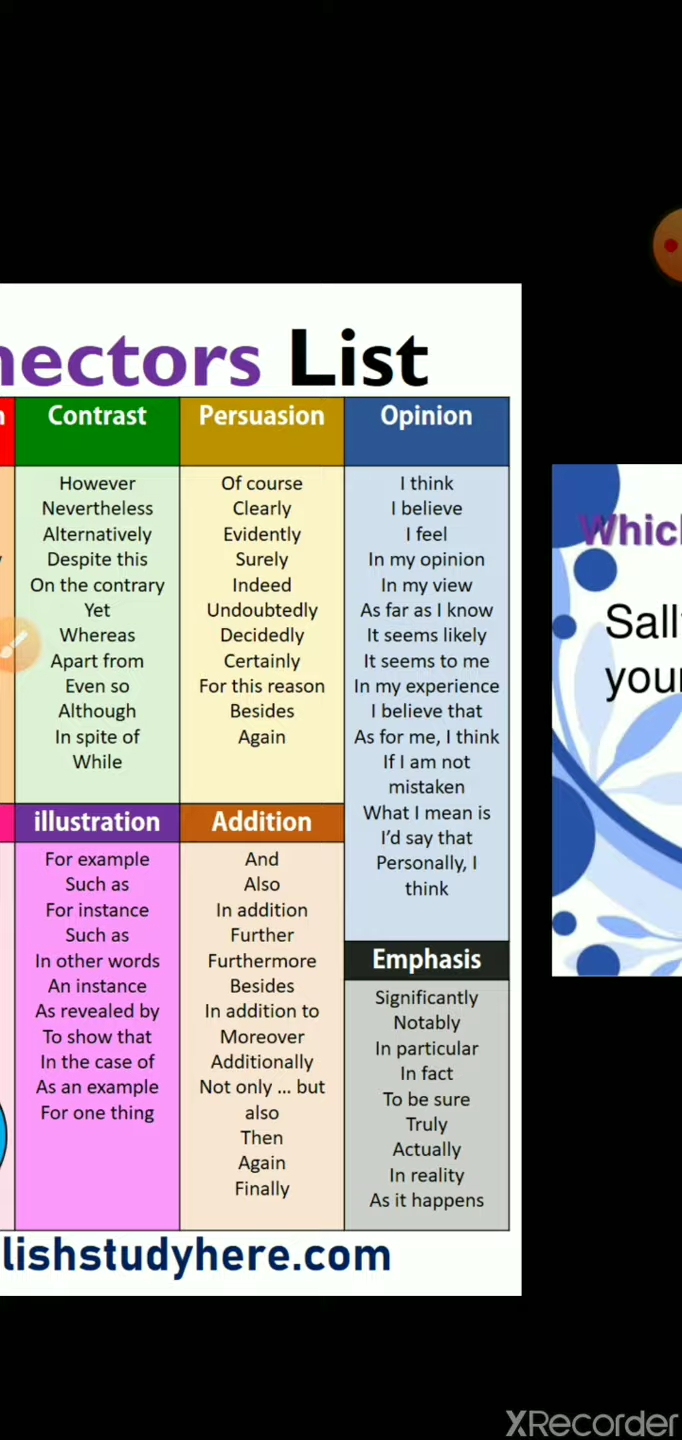 nectors List
Contrast
However
Nevertheless
Alternatively
Despite this
On the contrary
Yet
Whereas
Apart from
Even so
Although
In spite of
While
Persuasion
Of course
Clearly
Evidently
Surely
Indeed
Undoubtedly
Decidedly
Certainly
For this reason
Besides
Again
Opinion
I think
I believe
I feel
In my opinion
In my view
As far as I know
It seems likely
It seems to me
In my experience
I believe that
As for me, I think
If I am not
mistaken
What I mean is
I'd say that
Personally, I
think
illustration
For example
Such as
For instance
Such as
In other words
An instance
As revealed by
To show that
In the case of
As an example
For one thing
Addition
And
Also
In addition
Further
Furthermore
Besides
In addition to
Moreover
Additionally
Not only ... but
also
Then
Again
Finally
Emphasis
Significantly
Notably
In particular
In fact
To be sure
Truly
Actually
In reality
As it happens
lishstudyhere.com
Which
Sall
your
XRecorder